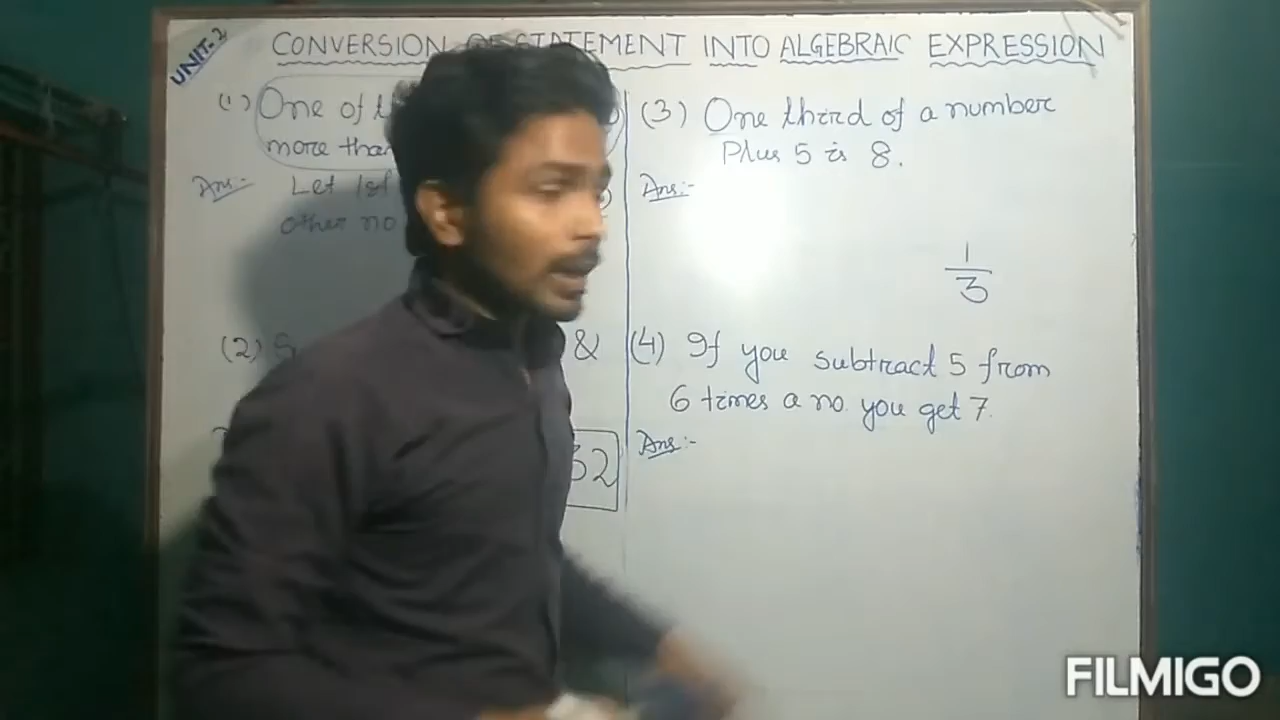 UNIT-2
CONVERSION OF STATEMENT INTO ALGEBRAIC EXPRESSION
(1) One of
more than
Ans:- Let 1st
other no
(2)
&
32
(3) One third of a number
Plus 5 is 8.
Ans:-
1
3
(4) If you subtract 5 from
6 times a no. you get 7.
Ans:-
FILMIGO